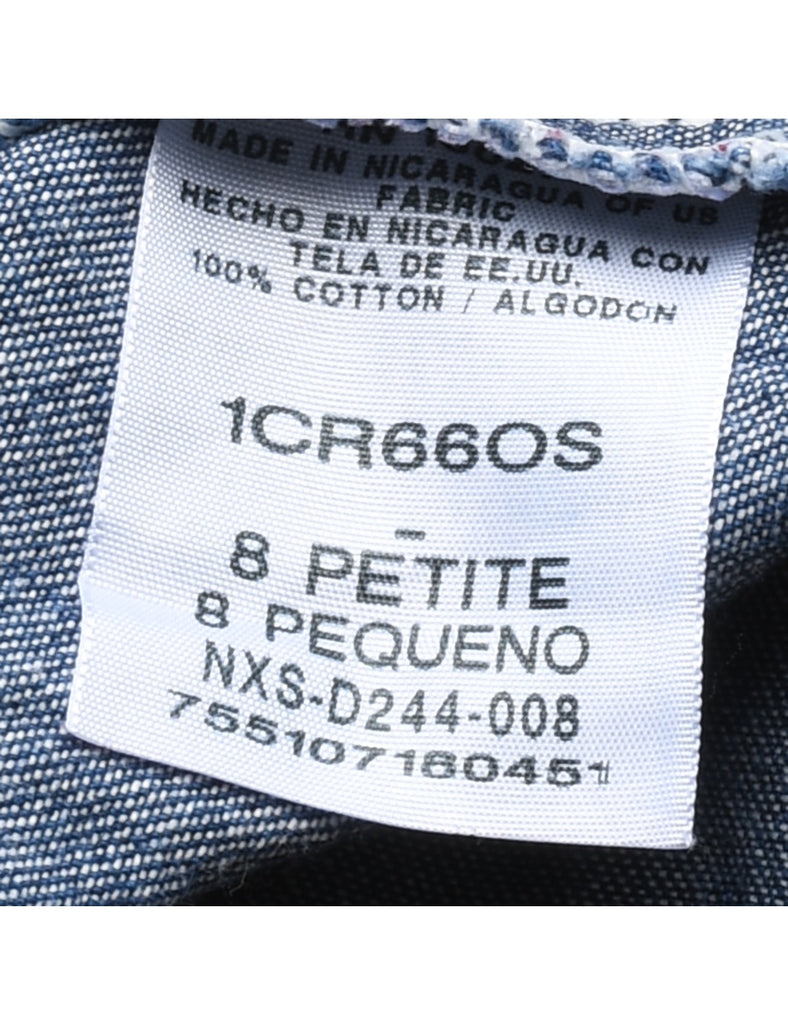 MADE IN NICARAGUA OF US
FABRIC
HECHO EN NICARAGUA CON
TELA DE EE.UU.
100% COTTON / ALGODON
1CR66OS
-
8 PETITE
8 PEQUENO
NXS-D244-008
755107160451